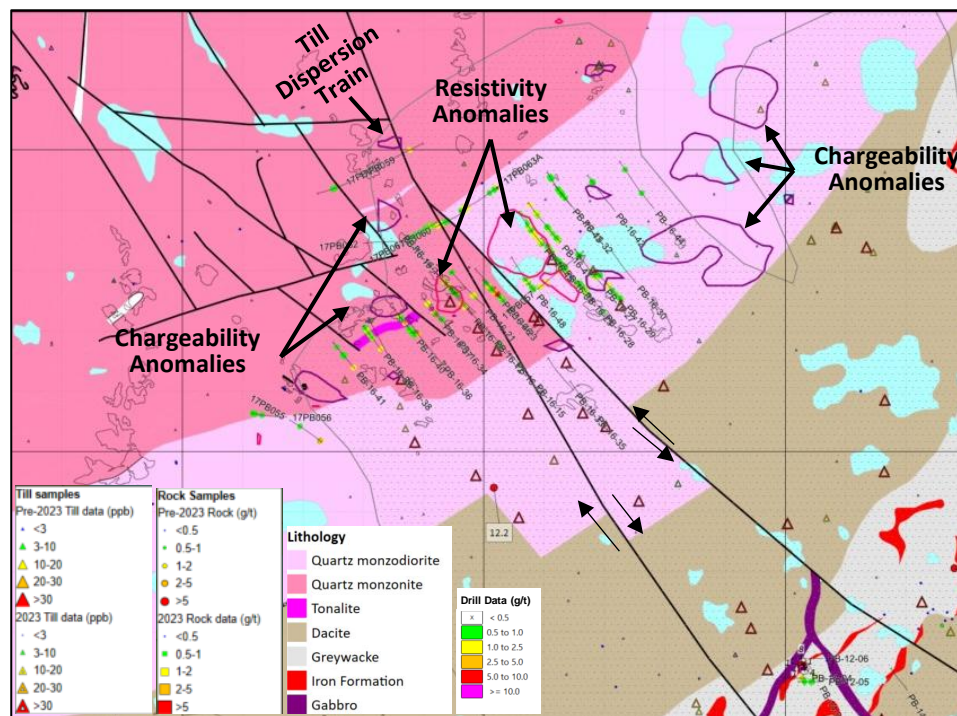 Till
Dispersion
Train
Resistivity
Anomalies
Chargeability
Anomalies
17PB059
17PB063A
PB-16-44
PB-16-30
PB-16-29
PB-16-28
PB-16-48
Chargeability
Anomalies
PB-16-41
PB-16-38
PB-16-36
PB-16-15
PB-16-35
17PB055
17PB056
12.2
PB-12-06
PB-12-05
Till samples
Pre-2023 Till data (ppb)
<3
3-10
10-20
20-30
>30
2023 Till data (ppb)
<3
3-10
10-20
20-30
>30
Rock Samples
Pre-2023 Rock (g/t)
<0.5
0.5-1
1-2
2-5
>5
2023 Rock data (g/t)
<0.5
0.5-1
1-2
2-5
>5
Lithology
Quartz monzodiorite
Quartz monzonite
Tonalite
Dacite
Greywacke
Iron Formation
Gabbro
Drill Data (g/t)
x < 0.5
0.5 to 1.0
1.0 to 2.5
2.5 to 5.0
5.0 to 10.0
>= 10.0